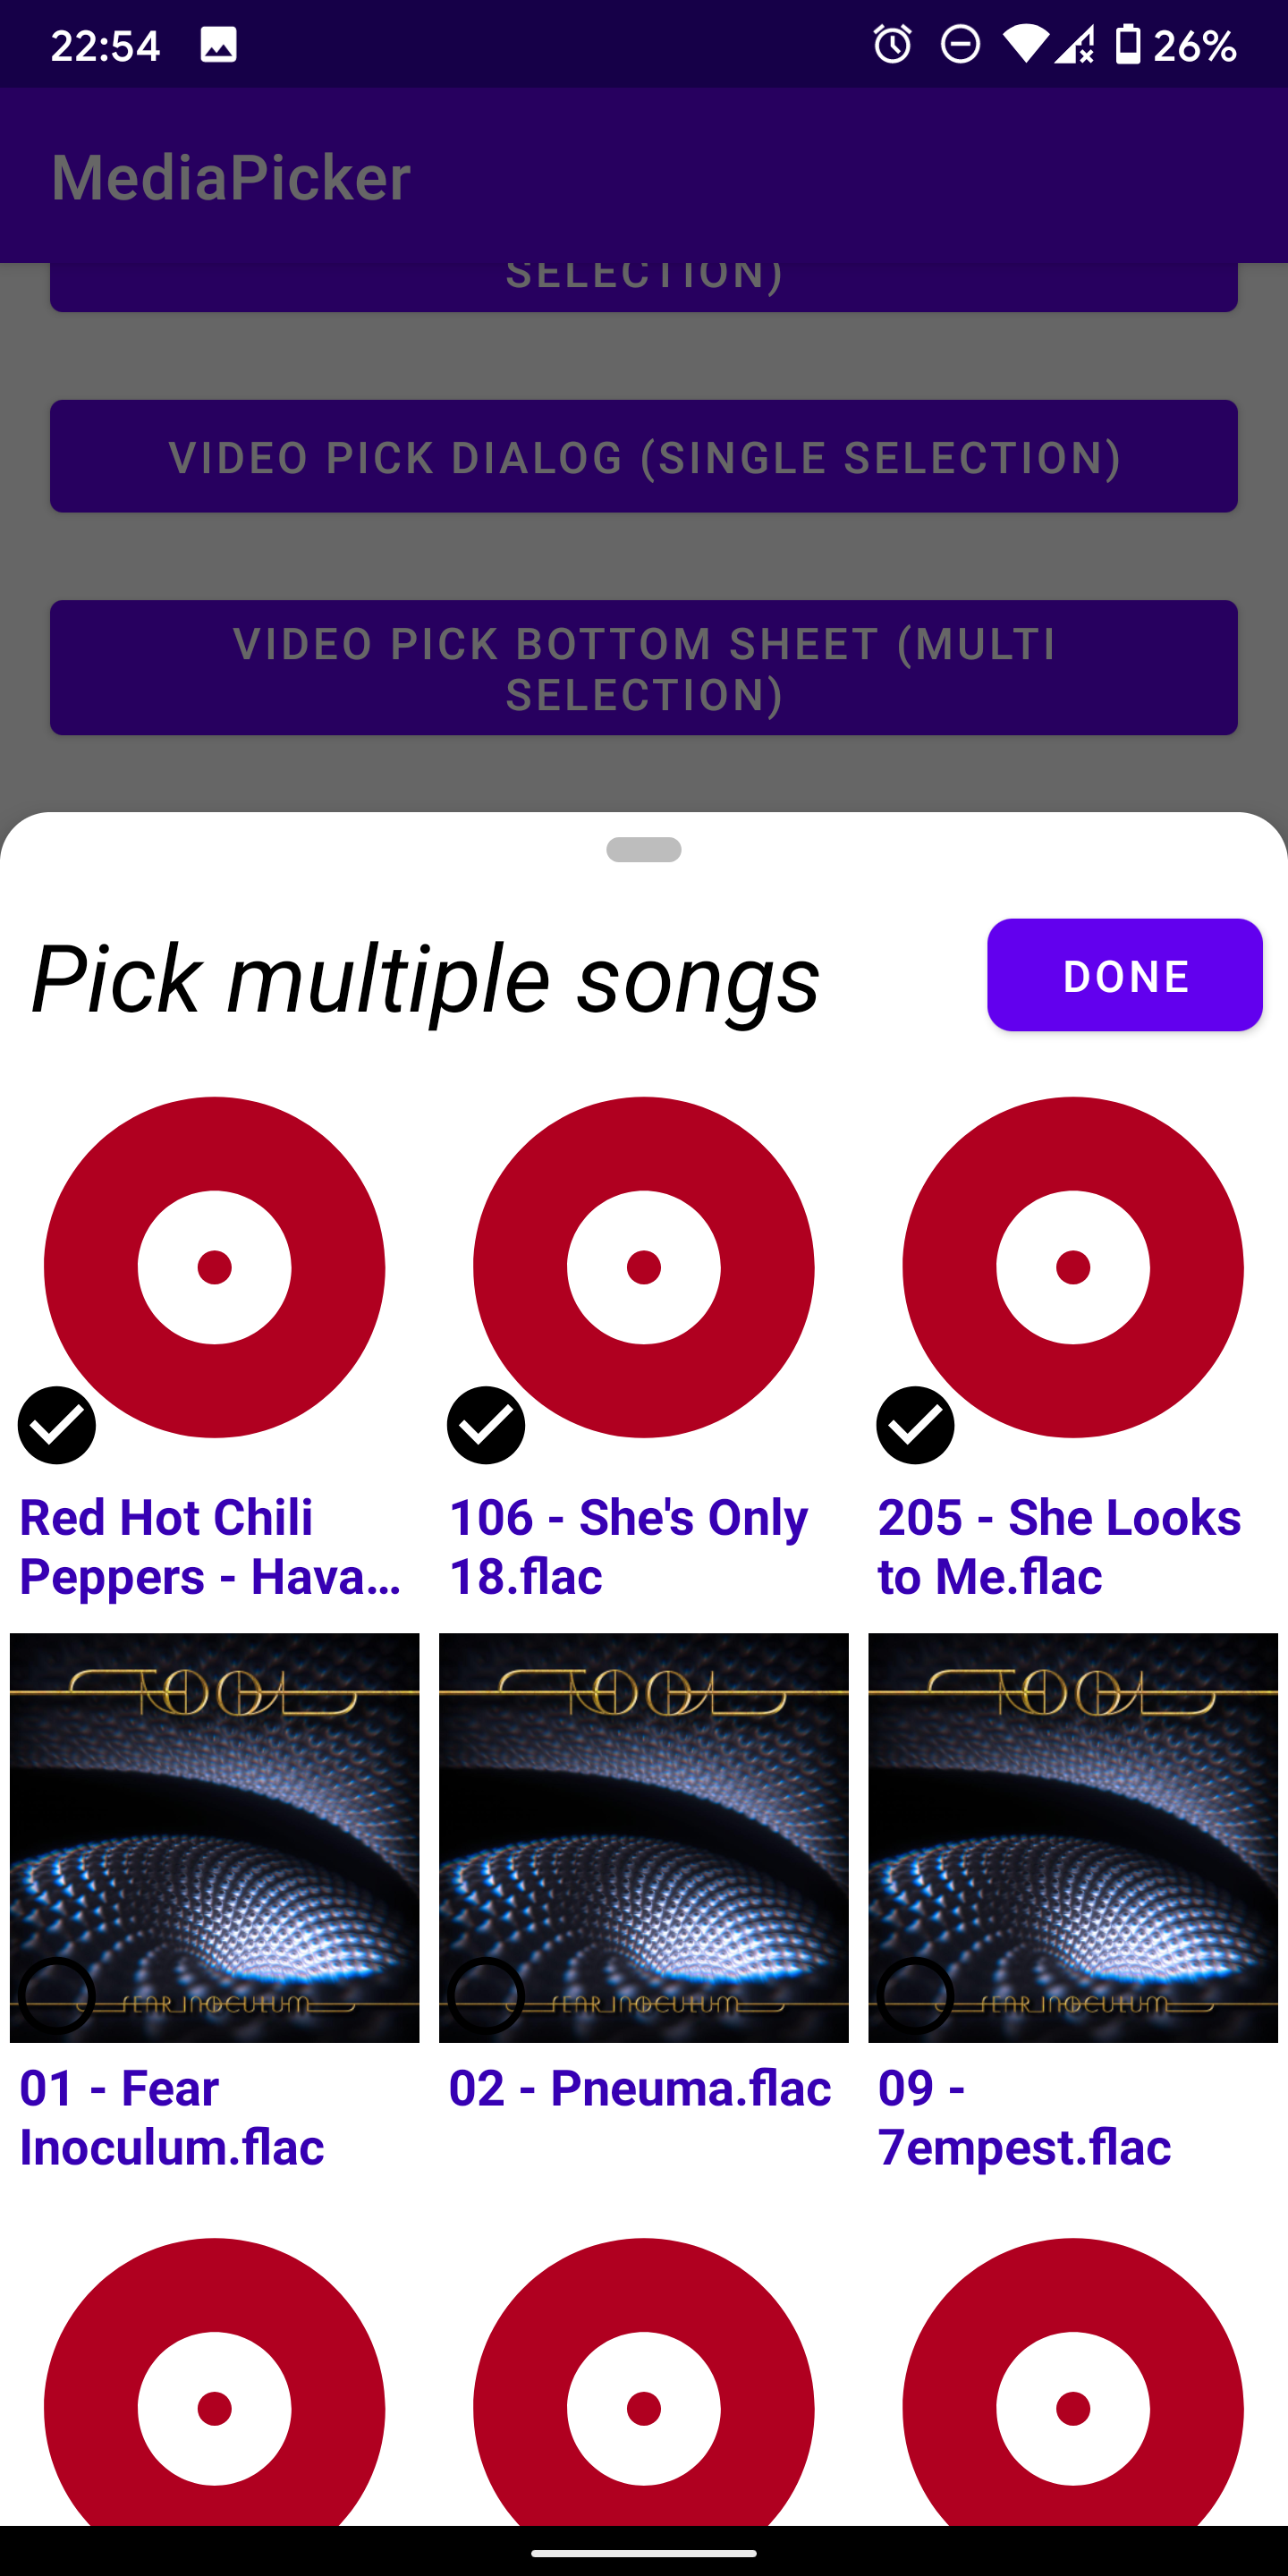 22:54
26%
MediaPicker
SELECTION)
VIDEO PICK DIALOG (SINGLE SELECTION)
VIDEO PICK BOTTOM SHEET (MULTI
SELECTION)
Pick multiple songs
DONE
Red Hot Chili
Peppers - Hava…
106 - She's Only
18.flac
205 - She Looks
to Me.flac
TOOL
FEAR INOCULUM
TOOL
FEAR INOCULUM
TOOL
FEAR INOCULUM
01 - Fear
Inoculum.flac
02 - Pneuma.flac
09 -
7empest.flac